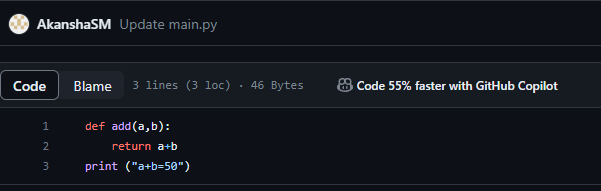 AkanshaSM Update main.py
Code Blame 3 lines (3 loc) · 46 Bytes Code 55% faster with GitHub Copilot
1 def add(a,b):
2 return a+b
3 print ("a+b=50")